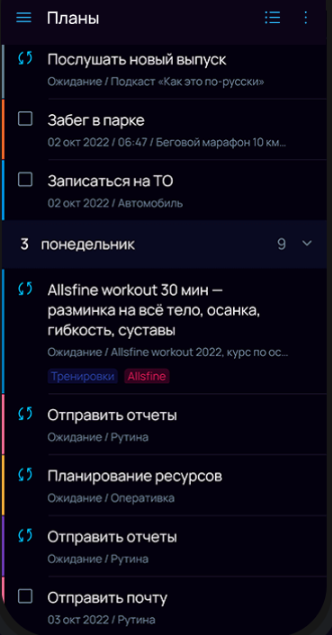 Планы
Послушать новый выпуск
Ожидание / Подкаст «Как это по-русски»
Забег в парке
02 окт 2022 / 06:47 / Беговой марафон 10 км...
Записаться на ТО
02 окт 2022 / Автомобиль
3 понедельник 9
Allsfine workout 30 мин —
разминка на всё тело, осанка,
гибкость, суставы
Ожидание / Allsfine workout 2022, курс по ос...
Тренировки Allsfine
Отправить отчеты
Ожидание / Рутина
Планирование ресурсов
Ожидание / Оперативка
Отправить отчеты
Ожидание / Рутина
Отправить почту
03 окт 2022 / Рутина